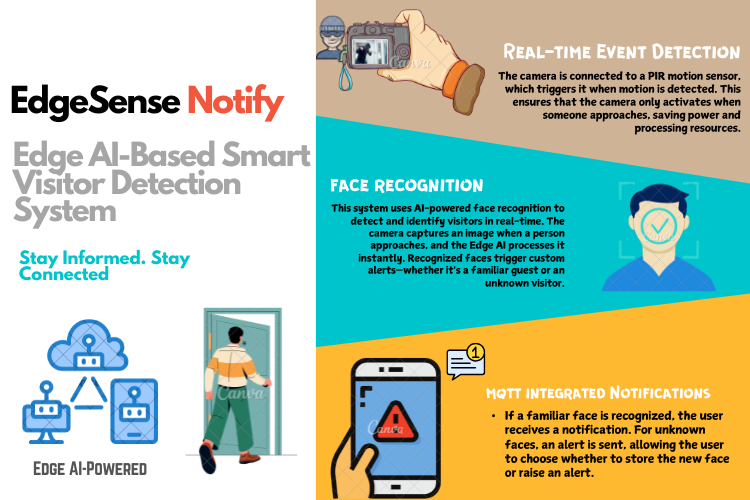 EdgeSense Notify
Edge AI-Based Smart
Visitor Detection
System
Stay Informed. Stay
Connected
Edge AI-Powered
Canva
Canva
Real-time Event Detection
The camera is connected to a PIR motion sensor,
which triggers it when motion is detected. This
ensures that the camera only activates when
someone approaches, saving power and
processing resources.
Face Recognition
This system uses AI-powered face recognition to
detect and identify visitors in real-time. The
camera captures an image when a person
approaches, and the Edge AI processes it
instantly. Recognized faces trigger custom
alerts—whether it's a familiar guest or an
unknown visitor.
1
Canva
MQTT integrated Notifications
• If a familiar face is recognized, the user
receives a notification. For unknown
faces, an alert is sent, allowing the user
to choose whether to store the new face
or raise an alert.